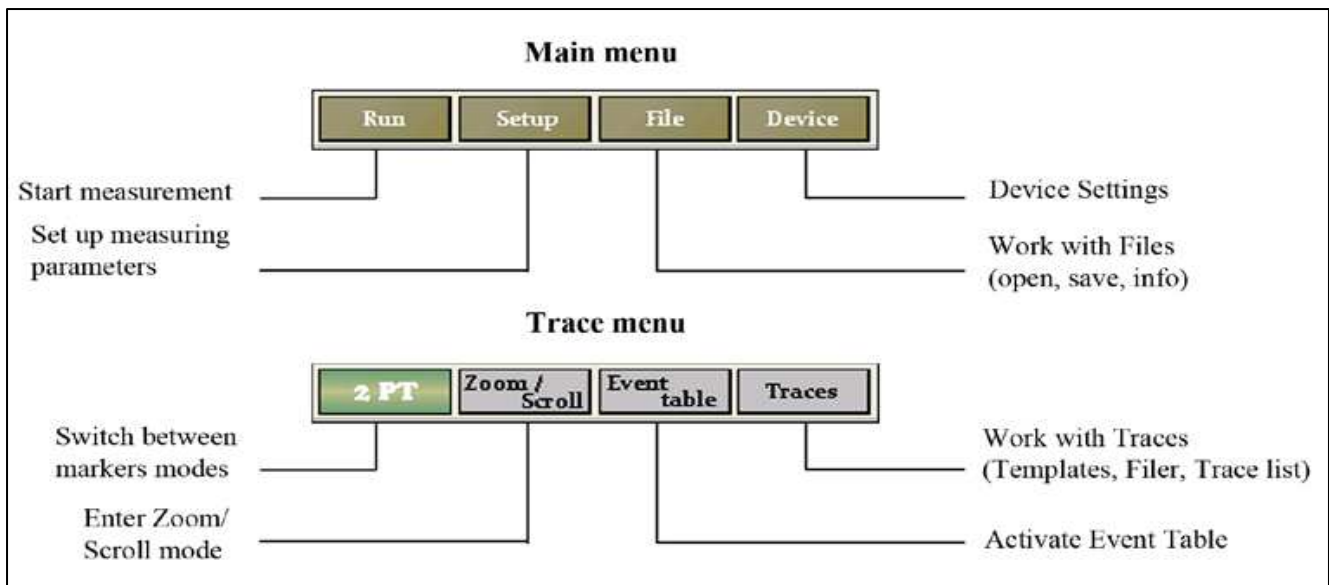 Main menu
Run Setup File Device
Start measurement
Device Settings
Set up measuring
parameters
Work with Files
(open, save, info)
Trace menu
2 PT
Zoom /
Scroll
Event
table
Traces
Switch between
markers modes
Work with Traces
(Templates, Filer, Trace list)
Enter Zoom/
Scroll mode
Activate Event Table